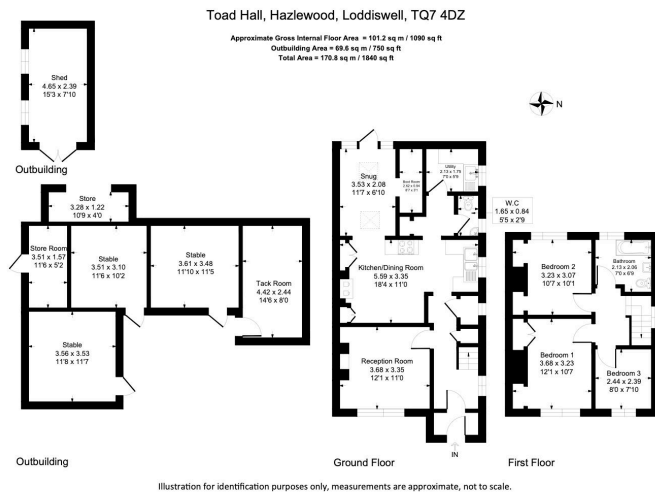 Toad Hall, Hazlewood, Loddiswell, TQ7 4DZ
Approximate Gross Internal Floor Area = 101.2 sq m / 1090 sq ft
Outbuilding Area = 69.6 sq m / 750 sq ft
Total Area = 170.8 sq m / 1840 sq ft
Shed
4.65 x 2.39
15'3 x 7'10
Outbuilding
N
Store
3.28 x 1.22
10'9 x 4'0
Store Room
3.51 x 1.57
11'6 x 5'2
Stable
3.51 x 3.10
11'6 x 10'2
Stable
3.61 x 3.48
11'10 x 11'5
Tack Room
4.42 x 2.44
14'6 x 8'0
Stable
3.56 x 3.53
11'8 x 11'7
Outbuilding
Snug
3.53 x 2.08
11'7 x 6'10
Boot Room
Utility
2.13 x 1.75
W.C
1.65 x 0.84
5'5 x 2'9
Kitchen/Dining Room
5.59 x 3.35
18'4 x 11'0
Reception Room
3.68 x 3.35
12'1 x 11'0
IN
Ground Floor
Bedroom 2
3.23 x 3.07
10'7 x 10'1
Bathroom
2.13 x 2.06
7'0 x 6'9
Bedroom 1
3.68 x 3.23
12'1 x 10'7
Bedroom 3
2.44 x 2.39
8'0 x 7'10
First Floor
Illustration for identification purposes only, measurements are approximate, not to scale.